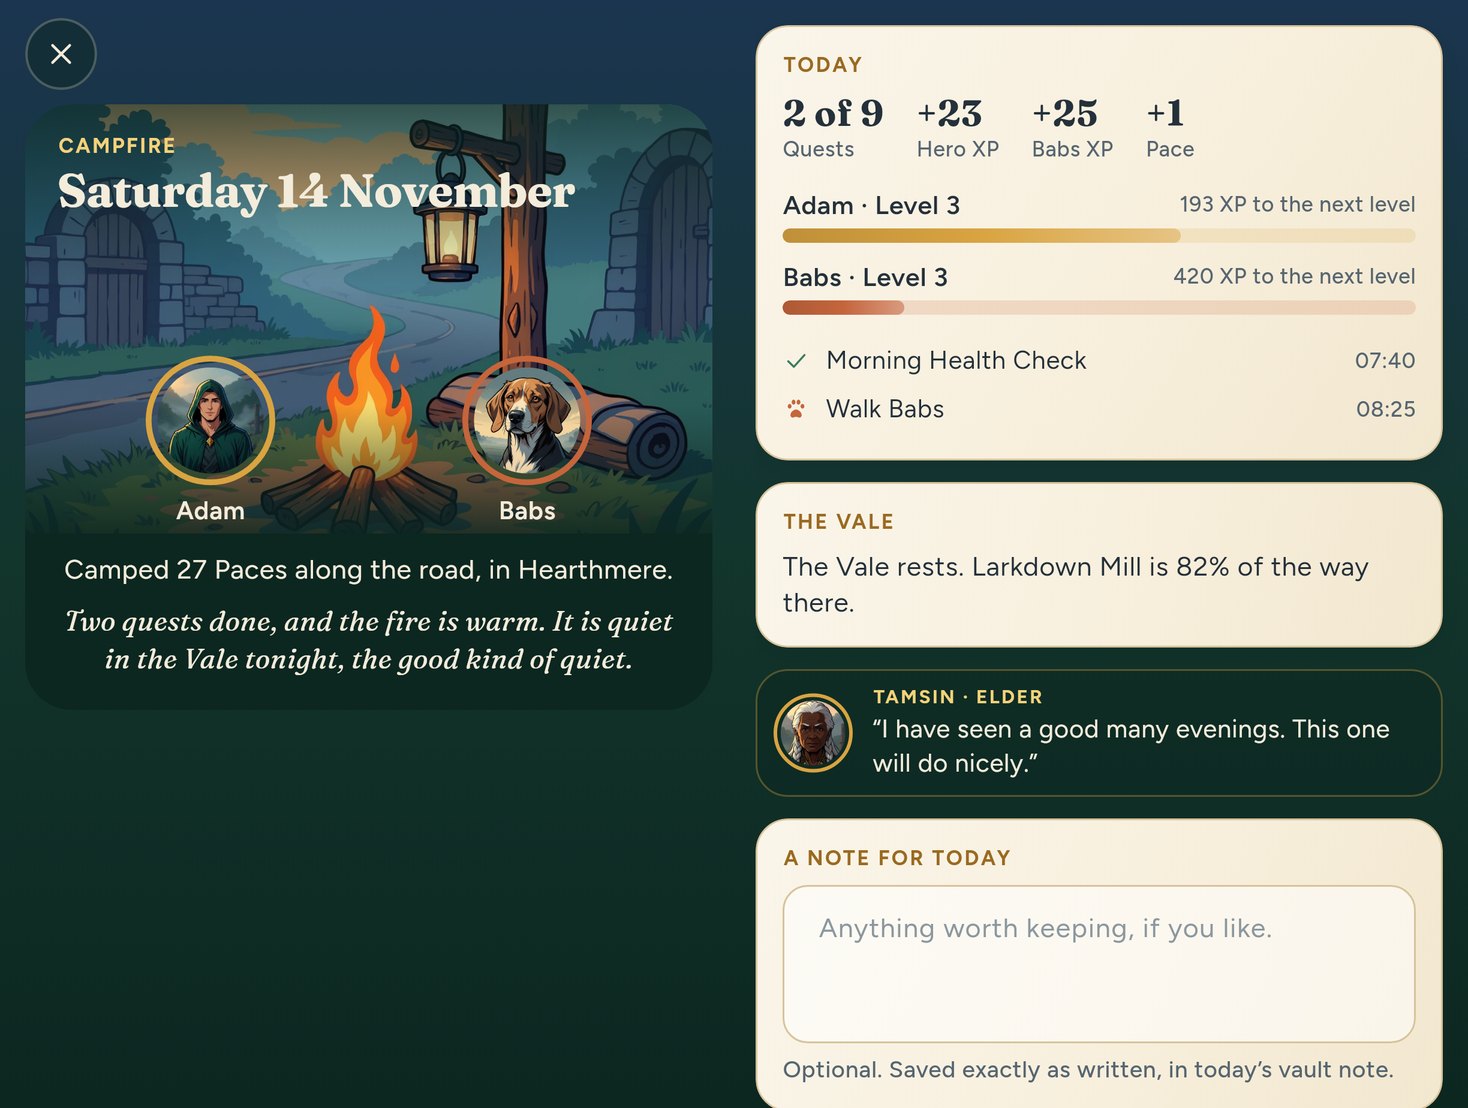 CAMPFIRE
Saturday 14 November
Adam
Babs
Camped 27 Paces along the road, in Hearthmere.
Two quests done, and the fire is warm. It is quiet
in the Vale tonight, the good kind of quiet.
TODAY
2 of 9 +23 +25 +1
Quests Hero XP Babs XP Pace
Adam · Level 3 193 XP to the next level
Babs · Level 3 420 XP to the next level
Morning Health Check 07:40
Walk Babs 08:25
THE VALE
The Vale rests. Larkdown Mill is 82% of the way
there.
TAMSIN · ELDER
“I have seen a good many evenings. This one
will do nicely.”
A NOTE FOR TODAY
Anything worth keeping, if you like.
Optional. Saved exactly as written, in today’s vault note.